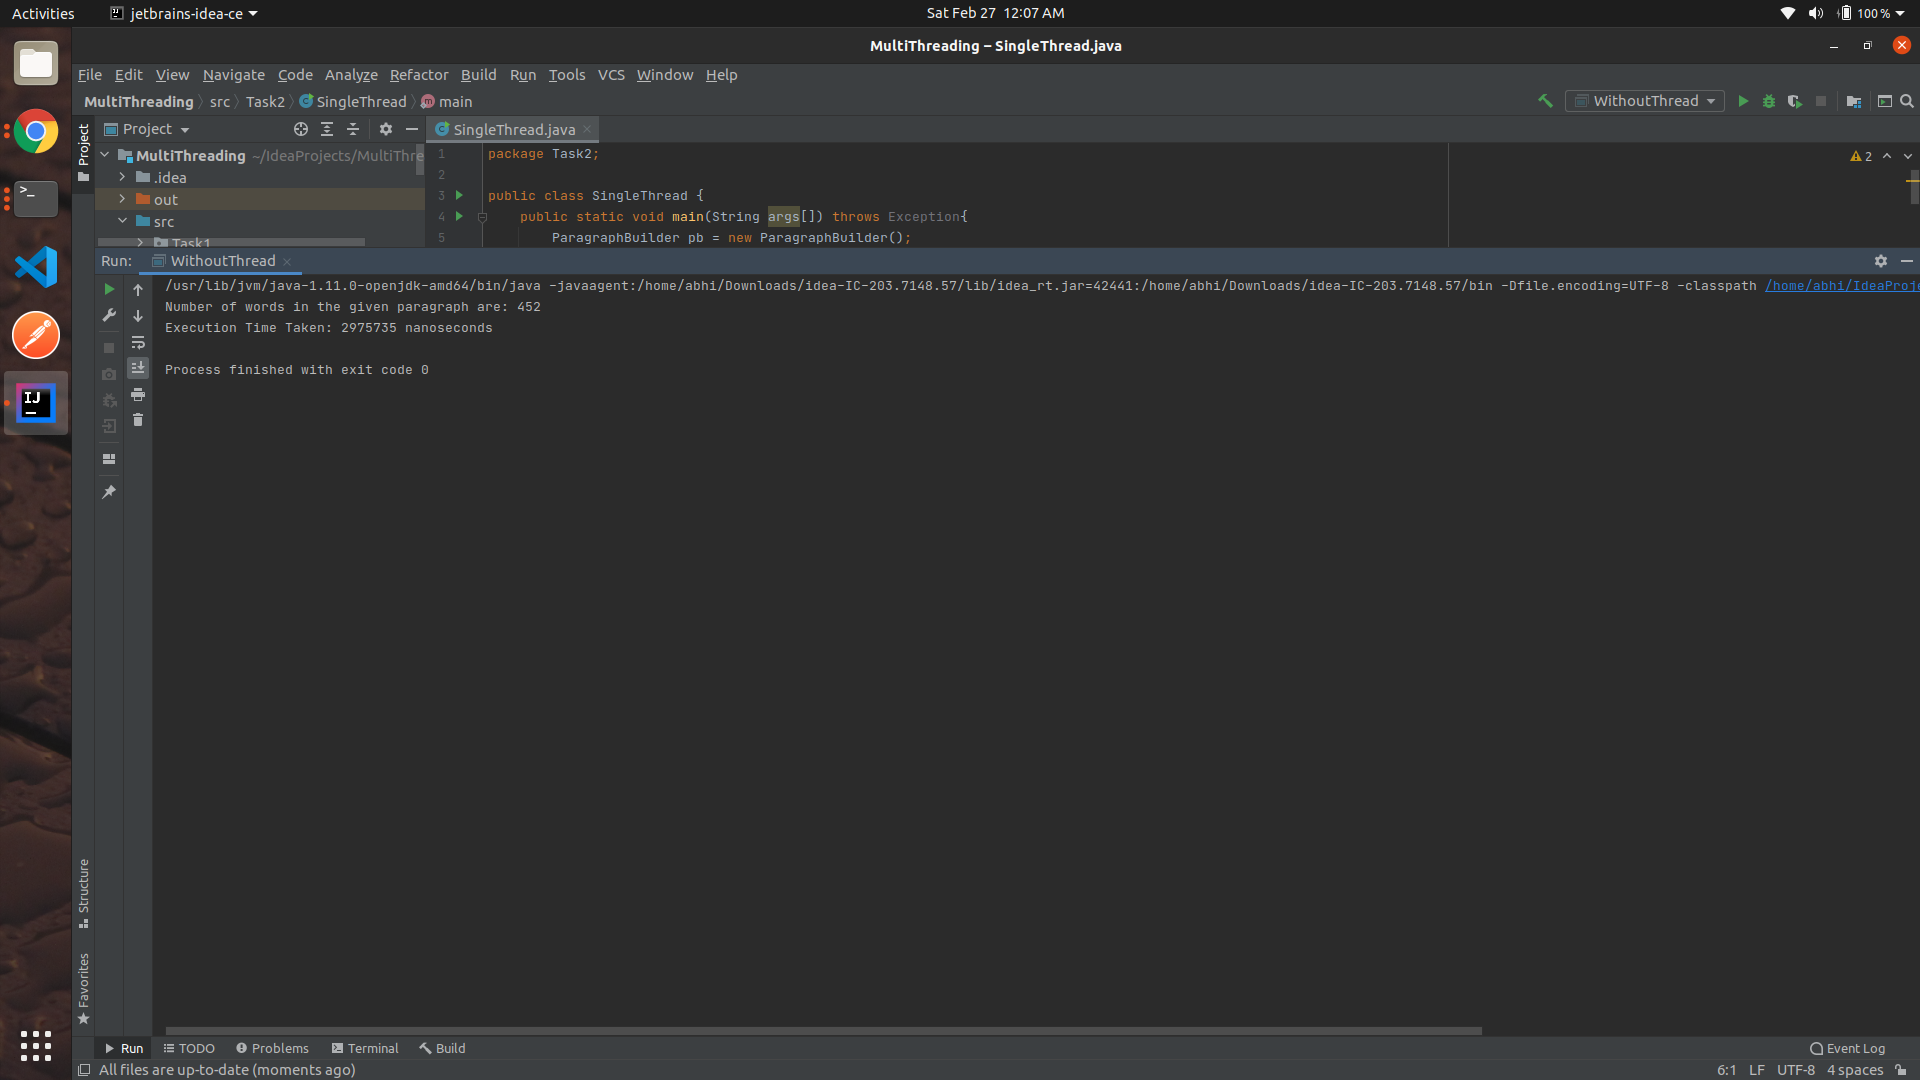 Activities
jetbrains-idea-ce
Sat Feb 27 12:07 AM
100 %
MultiThreading – SingleThread.java
File Edit View Navigate Code Analyze Refactor Build Run Tools VCS Window Help
MultiThreading src Task2 SingleThread main
WithoutThread
Project
Project
SingleThread.java
MultiThreading ~/IdeaProjects/MultiThre
.idea
out
src
Task1
1 package Task2;
2
3 public class SingleThread {
4 public static void main(String args[]) throws Exception{
5 ParagraphBuilder pb = new ParagraphBuilder();
2
Run: WithoutThread
/usr/lib/jvm/java-1.11.0-openjdk-amd64/bin/java -javaagent:/home/abhi/Downloads/idea-IC-203.7148.57/lib/idea_rt.jar=42441:/home/abhi/Downloads/idea-IC-203.7148.57/bin -Dfile.encoding=UTF-8 -classpath /home/abhi/IdeaProje
Number of words in the given paragraph are: 452
Execution Time Taken: 2975735 nanoseconds
Process finished with exit code 0
Structure
Favorites
Run TODO Problems Terminal Build
Event Log
All files are up-to-date (moments ago)
6:1 LF UTF-8 4 spaces